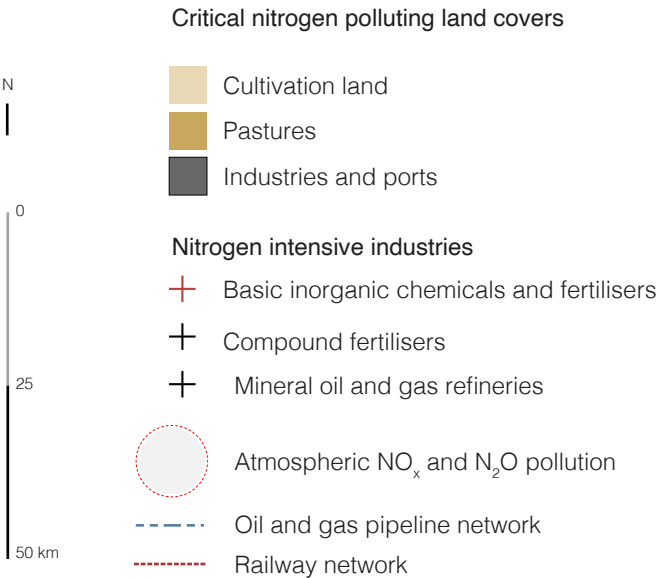 Critical nitrogen polluting land covers
N
Cultivation land
Pastures
Industries and ports
0
Nitrogen intensive industries
Basic inorganic chemicals and fertilisers
Compound fertilisers
25
Mineral oil and gas refineries
Atmospheric NOx and N2O pollution
Oil and gas pipeline network
50 km
Railway network